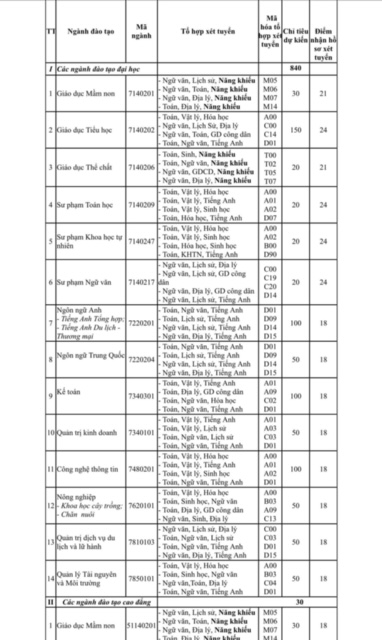 TT Ngành đào tạo Mã ngành Tổ hợp xét tuyển Mã hóa tổ hợp xét tuyển Chỉ tiêu dự kiến Điểm nhận hồ sơ xét tuyển
I Các ngành đào tạo đại học 840
1 Giáo dục Mầm non 7140201 30 21
- Ngữ văn, Lịch sử, Năng khiếu M05
- Ngữ văn, Toán, Năng khiếu M06
- Ngữ văn, Địa lý, Năng khiếu M07
- Toán, Địa lý, Năng khiếu M14
2 Giáo dục Tiểu học 7140202 150 24
- Toán, Vật lý, Hóa học A00
- Ngữ văn, Lịch Sử, Địa lý C00
- Ngữ văn, Toán, GD công dân C14
- Toán, Ngữ văn, Tiếng Anh D01
3 Giáo dục Thể chất 7140206 20 21
- Toán, Sinh, Năng khiếu T00
- Toán, Ngữ văn, Năng khiếu T02
- Ngữ văn, GDCD, Năng khiếu T05
- Ngữ văn, Địa lý, Năng khiếu T07
4 Sư phạm Toán học 7140209 20 24
- Toán, Vật lý, Hóa học A00
- Toán, Vật lý, Tiếng Anh A01
- Toán, Vật lý, Sinh học A02
- Toán, Hóa học, Tiếng Anh D07
5 Sư phạm Khoa học tự nhiên 7140247 20 24
- Toán, Vật lý, Hóa học A00
- Toán, Vật lý, Sinh học A02
- Toán, Hóa học, Sinh học B00
- Toán, KHTN, Tiếng Anh D90
6 Sư phạm Ngữ văn 7140217 20 24
- Ngữ văn, Lịch sử, Địa lý C00
- Ngữ văn, Lịch sử, GD công dân C19
- Ngữ văn, Địa lý, GD công dân C20
- Ngữ văn, Lịch sử, Tiếng Anh D14
7 Ngôn ngữ Anh 7220201 100 18
- Tiếng Anh Tổng hợp;
- Tiếng Anh Du lịch - Thương mại
- Toán, Ngữ văn, Tiếng Anh D01
- Toán, Lịch sử, Tiếng Anh D09
- Ngữ văn, Lịch sử, Tiếng Anh D14
- Ngữ văn, Địa lý, Tiếng Anh D15
8 Ngôn ngữ Trung Quốc 7220204 50 18
- Toán, Ngữ văn, Tiếng Anh D01
- Toán, Lịch sử, Tiếng Anh D09
- Ngữ văn, Lịch sử, Tiếng Anh D14
- Ngữ văn, Địa lý, Tiếng Anh D15
9 Kế toán 7340301 100 18
- Toán, Vật lý, Tiếng Anh A01
- Toán, Địa lý, GD công dân A09
- Toán, Ngữ văn, Hóa học C02
- Toán, Ngữ văn, Tiếng Anh D01
10 Quản trị kinh doanh 7340101 50 18
- Toán, Vật lý, Tiếng Anh A01
- Toán, Vật lý, Lịch sử A03
- Toán, Ngữ văn, Lịch sử C03
- Toán, Ngữ văn, Tiếng Anh D01
11 Công nghệ thông tin 7480201 100 18
- Toán, Vật lý, Hóa học A00
- Toán, Vật lý, Tiếng Anh A01
- Toán, Vật lý, Sinh học A02
- Toán, Ngữ văn, Tiếng Anh D01
12 Nông nghiệp 7620101 50 18
- Khoa học cây trồng;
- Chăn nuôi
- Toán, Vật lý, Hóa học A00
- Toán, Sinh học, Ngữ văn B03
- Toán, Địa lý, GD công dân A09
- Ngữ văn, Sinh, Địa lý C13
13 Quản trị dịch vụ du lịch và lữ hành 7810103 50 18
- Ngữ văn, Lịch sử, Địa lý C00
- Toán, Ngữ văn, Lịch sử C03
- Toán, Ngữ văn, Tiếng Anh D01
- Ngữ văn, Địa lý, Tiếng Anh D15
14 Quản lý Tài nguyên và Môi trường 7850101 50 18
- Toán, Vật lý, Hóa học A00
- Toán, Sinh học, Ngữ văn B03
- Ngữ văn,Toán, Địa lý C04
- Toán, Ngữ văn, Tiếng Anh D01
II Các ngành đào tạo cao đẳng 30
1 Giáo dục Mầm non 51140201 30 18
- Ngữ văn, Lịch sử, Năng khiếu M05
- Ngữ văn, Toán, Năng khiếu M06
- Ngữ văn, Địa lý, Năng khiếu M07
- Toán, Địa lý, Năng khiếu M14